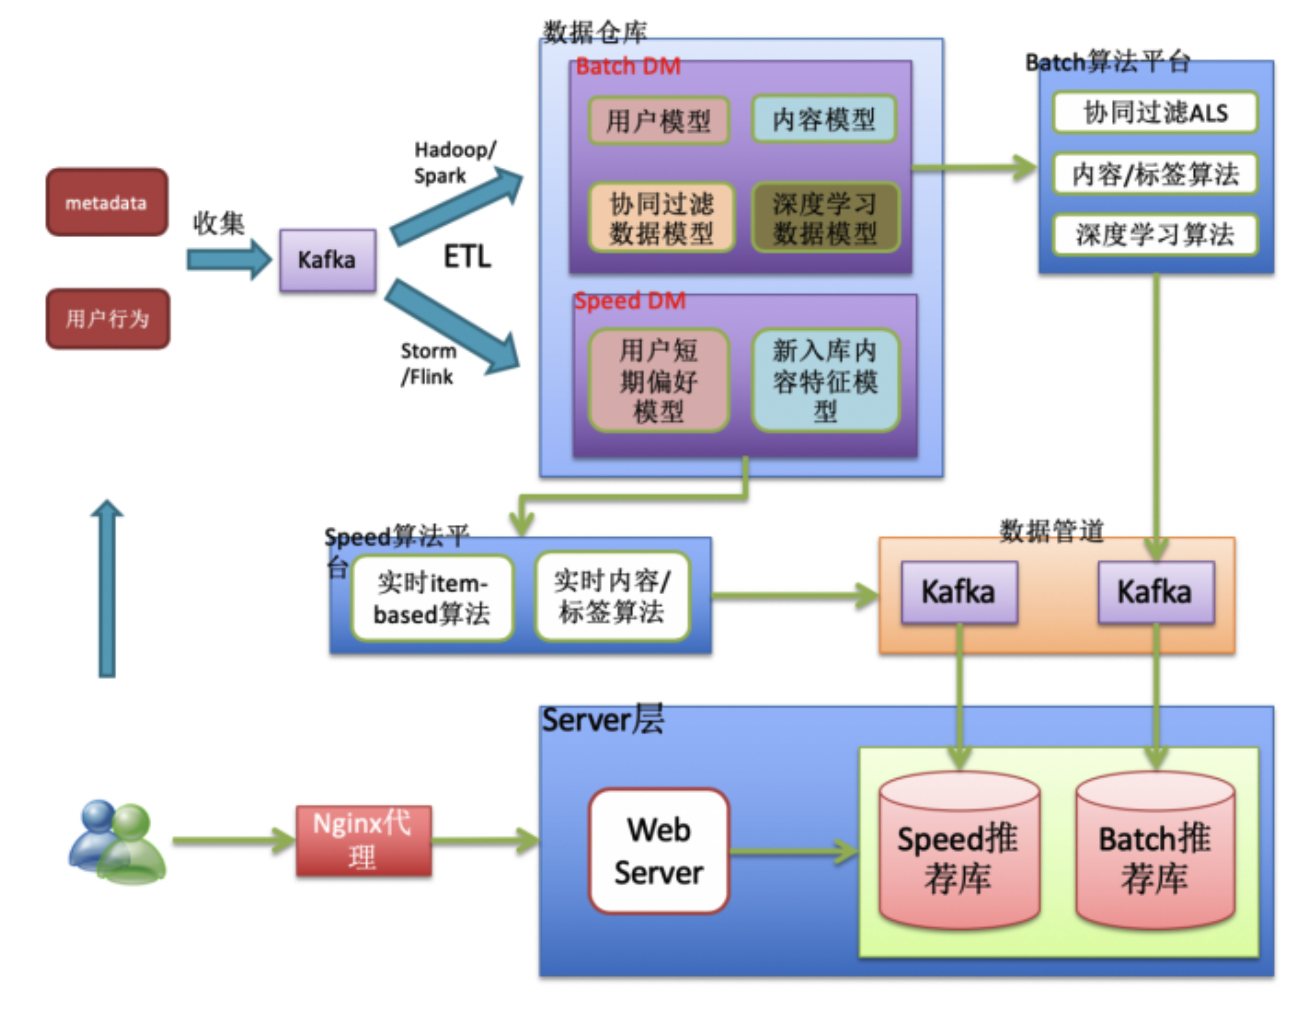 数据仓库
Batch DM
用户模型
内容模型
协同过滤
数据模型
深度学习
数据模型
Batch算法平台
协同过滤ALS
内容/标签算法
深度学习算法
metadata
用户行为
收集
Kafka
Hadoop/
Spark
ETL
Storm
/Flink
Speed DM
用户短
期偏好
模型
新入库内
容特征模
型
Speed算法平
台
实时item-
based算法
实时内容/
标签算法
数据管道
Kafka
Kafka
Server层
Nginx代
理
Web
Server
Speed推
荐库
Batch推
荐库